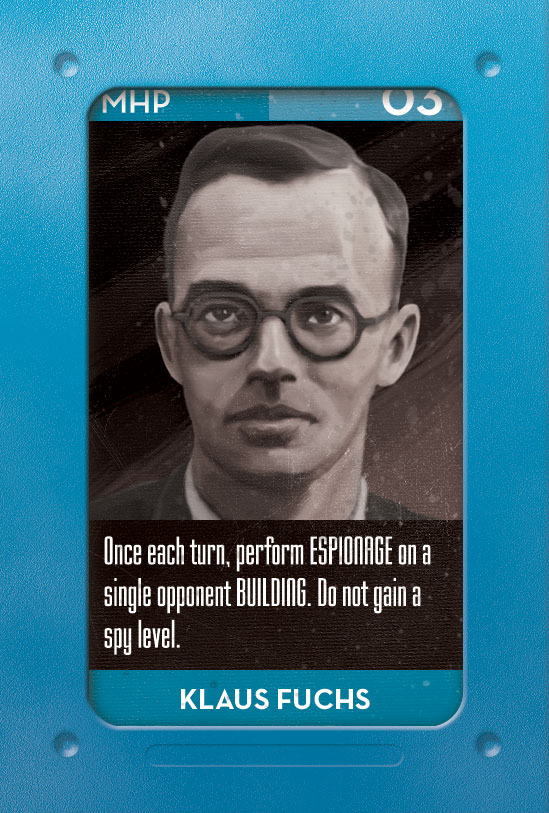 MHP 03
Once each turn, perform ESPIONAGE on a
single opponent BUILDING. Do not gain a
spy level.
KLAUS FUCHS